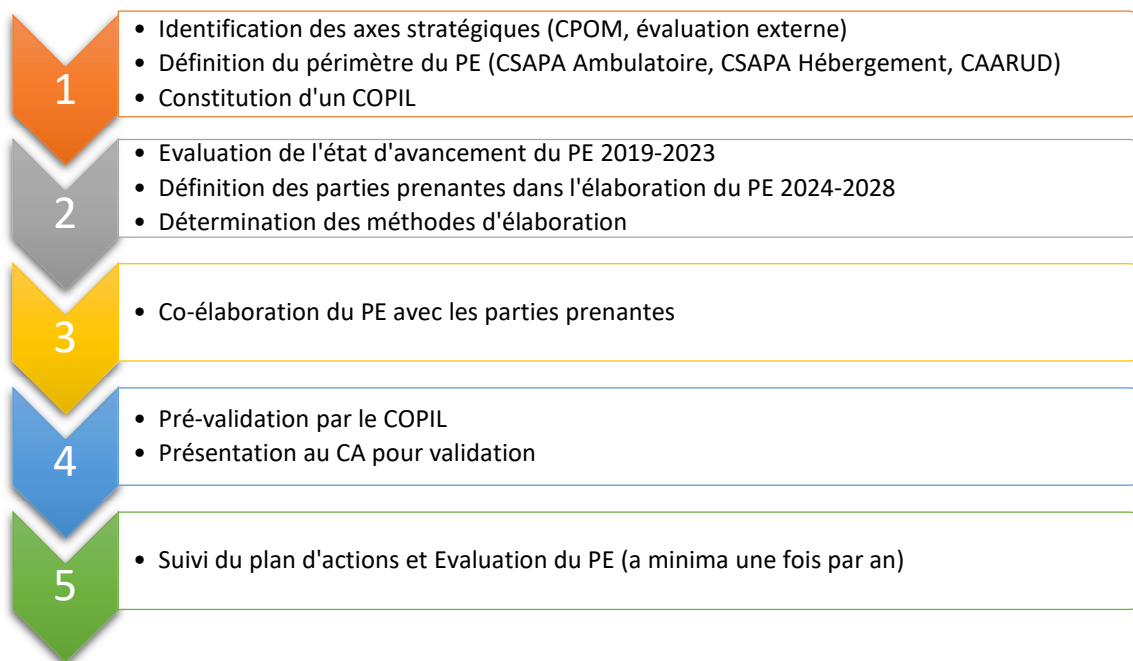 1
• Identification des axes stratégiques (CPOM, évaluation externe)
• Définition du périmètre du PE (CSAPA Ambulatoire, CSAPA Hébergement, CAARUD)
• Constitution d'un COPIL
2
• Evaluation de l'état d'avancement du PE 2019-2023
• Définition des parties prenantes dans l'élaboration du PE 2024-2028
• Détermination des méthodes d'élaboration
3
• Co-élaboration du PE avec les parties prenantes
4
• Pré-validation par le COPIL
• Présentation au CA pour validation
5
• Suivi du plan d'actions et Evaluation du PE (a minima une fois par an)